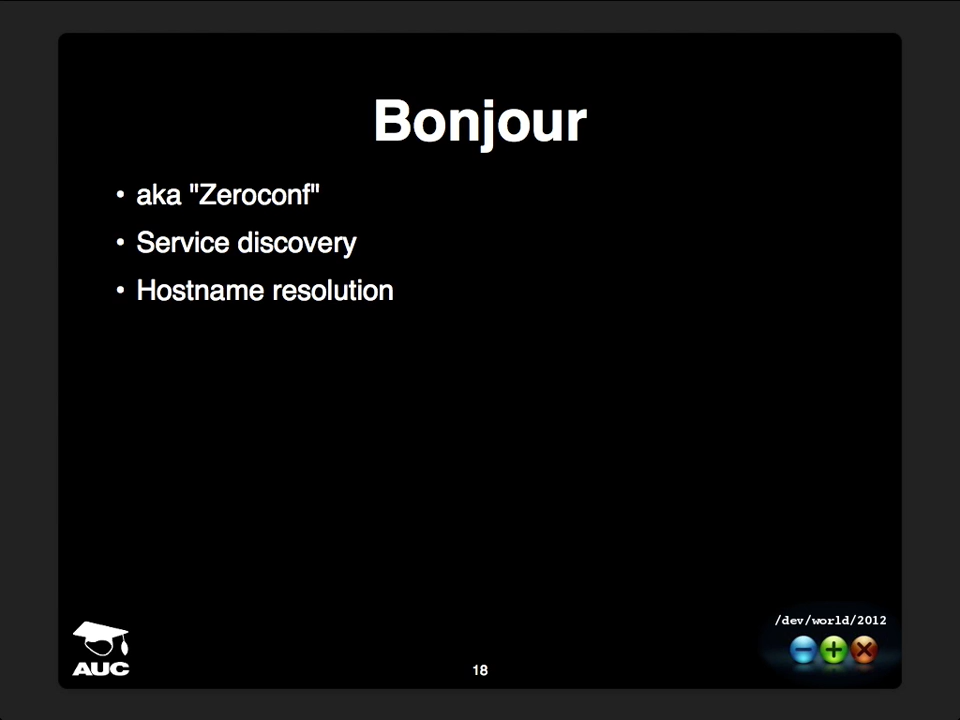 Bonjour
• aka "Zeroconf"
• Service discovery
• Hostname resolution
/dev/world/2012
AUC
18